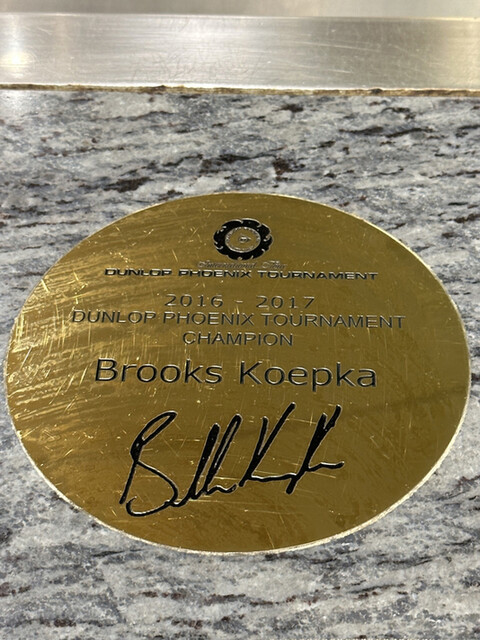 DUNLOP PHOENIX TOURNAMENT
2016 - 2017
DUNLOP PHOENIX TOURNAMENT
CHAMPION
Brooks Koepka